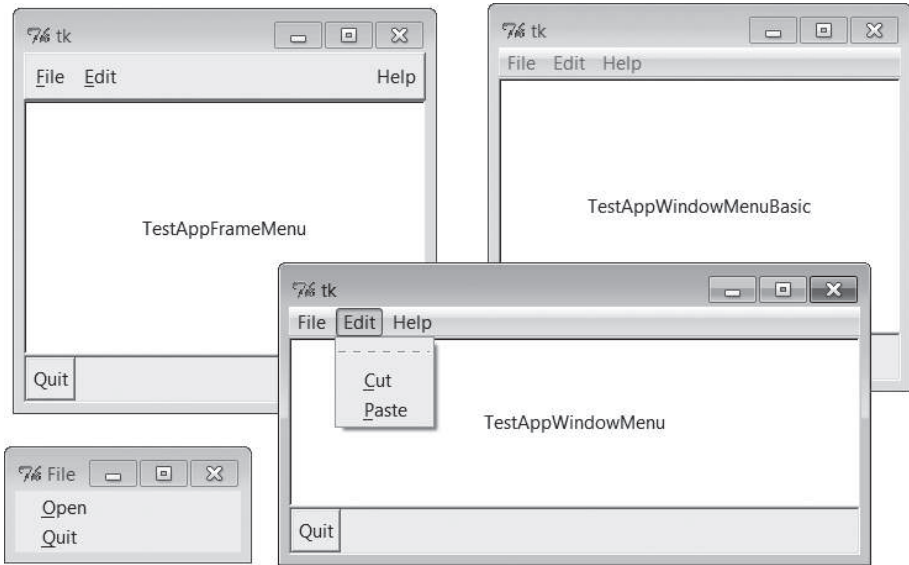 tk
File Edit Help
TestAppFrameMenu
Quit
tk
File Edit Help
TestAppWindowMenuBasic
tk
File Edit Help
Cut
Paste
TestAppWindowMenu
Quit
File
Open
Quit